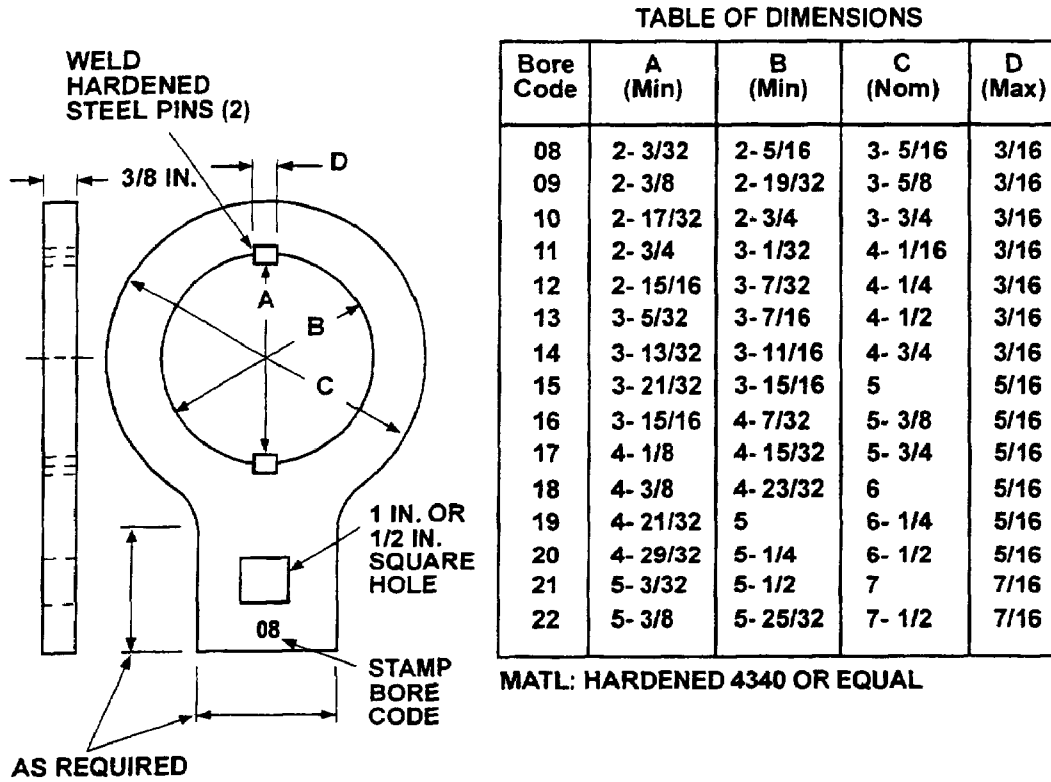 TABLE OF DIMENSIONS
WELD
HARDENED
STEEL PINS (2)
3/8 IN.
D
A
B
C
1 IN. OR
1/2 IN.
SQUARE
HOLE
08
STAMP
BORE
CODE
AS REQUIRED
Bore Code A (Min) B (Min) C (Nom) D (Max)
08 2- 3/32 2- 5/16 3- 5/16 3/16
09 2- 3/8 2- 19/32 3- 5/8 3/16
10 2- 17/32 2- 3/4 3- 3/4 3/16
11 2- 3/4 3- 1/32 4- 1/16 3/16
12 2- 15/16 3- 7/32 4- 1/4 3/16
13 3- 5/32 3- 7/16 4- 1/2 3/16
14 3- 13/32 3- 11/16 4- 3/4 3/16
15 3- 21/32 3- 15/16 5 5/16
16 3- 15/16 4- 7/32 5- 3/8 5/16
17 4- 1/8 4- 15/32 5- 3/4 5/16
18 4- 3/8 4- 23/32 6 5/16
19 4- 21/32 5 6- 1/4 5/16
20 4- 29/32 5- 1/4 6- 1/2 5/16
21 5- 3/32 5- 1/2 7 7/16
22 5- 3/8 5- 25/32 7- 1/2 7/16
MATL: HARDENED 4340 OR EQUAL